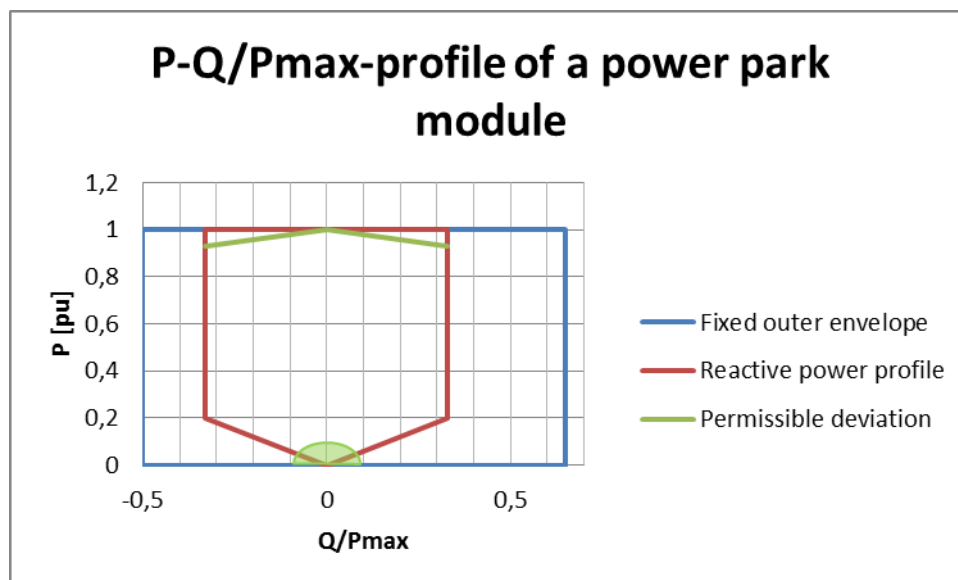 P-Q/Pmax-profile of a power park
module
1,2
1
0,8
0,6
0,4
0,2
0
P [pu]
-0,5
0
0,5
Q/Pmax
Fixed outer envelope
Reactive power profile
Permissible deviation